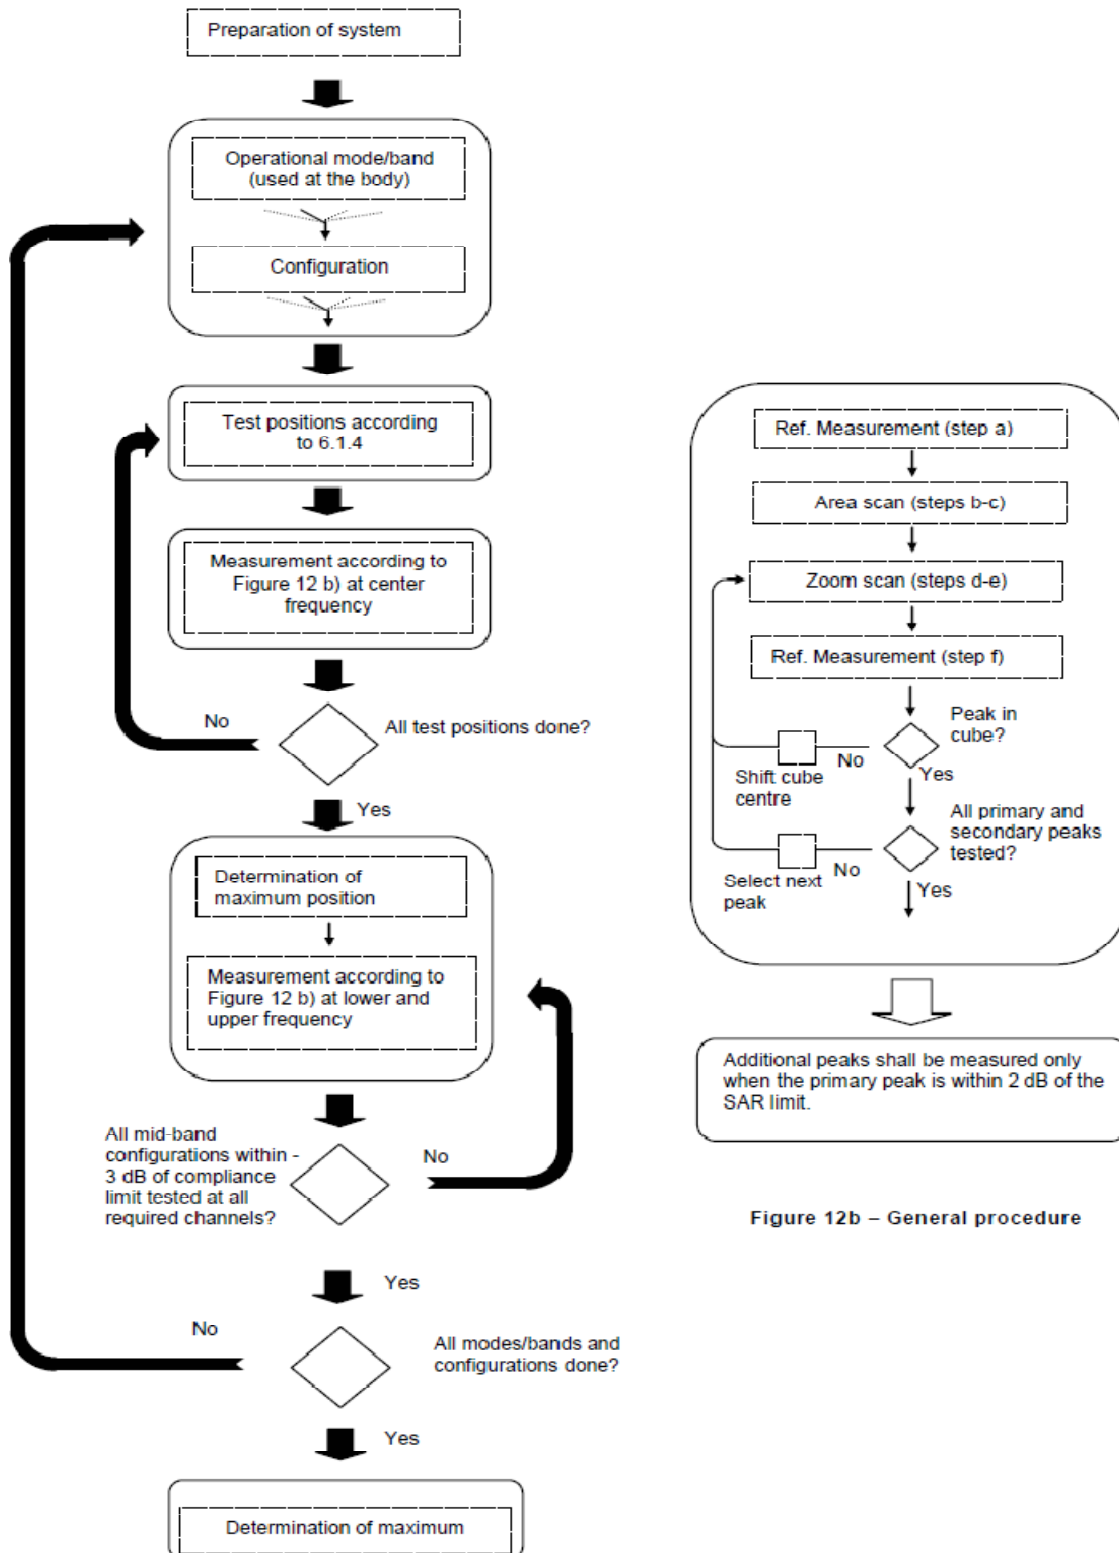 Preparation of system
Operational mode/band
(used at the body)
Configuration
Test positions according
to 6.1.4
Measurement according to
Figure 12 b) at center
frequency
No
All test positions done?
Yes
Determination of
maximum position
Measurement according to
Figure 12 b) at lower and
upper frequency
All mid-band
configurations within -
3 dB of compliance
limit tested at all
required channels?
No
Yes
No
All modes/bands and
configurations done?
Yes
Determination of maximum
Ref. Measurement (step a)
Area scan (steps b-c)
Zoom scan (steps d-e)
Ref. Measurement (step f)
Peak in
cube?
No
Shift cube
centre
Yes
All primary and
secondary peaks
tested?
No
Select next
peak
Yes
Additional peaks shall be measured only
when the primary peak is within 2 dB of the
SAR limit.
Figure 12b – General procedure